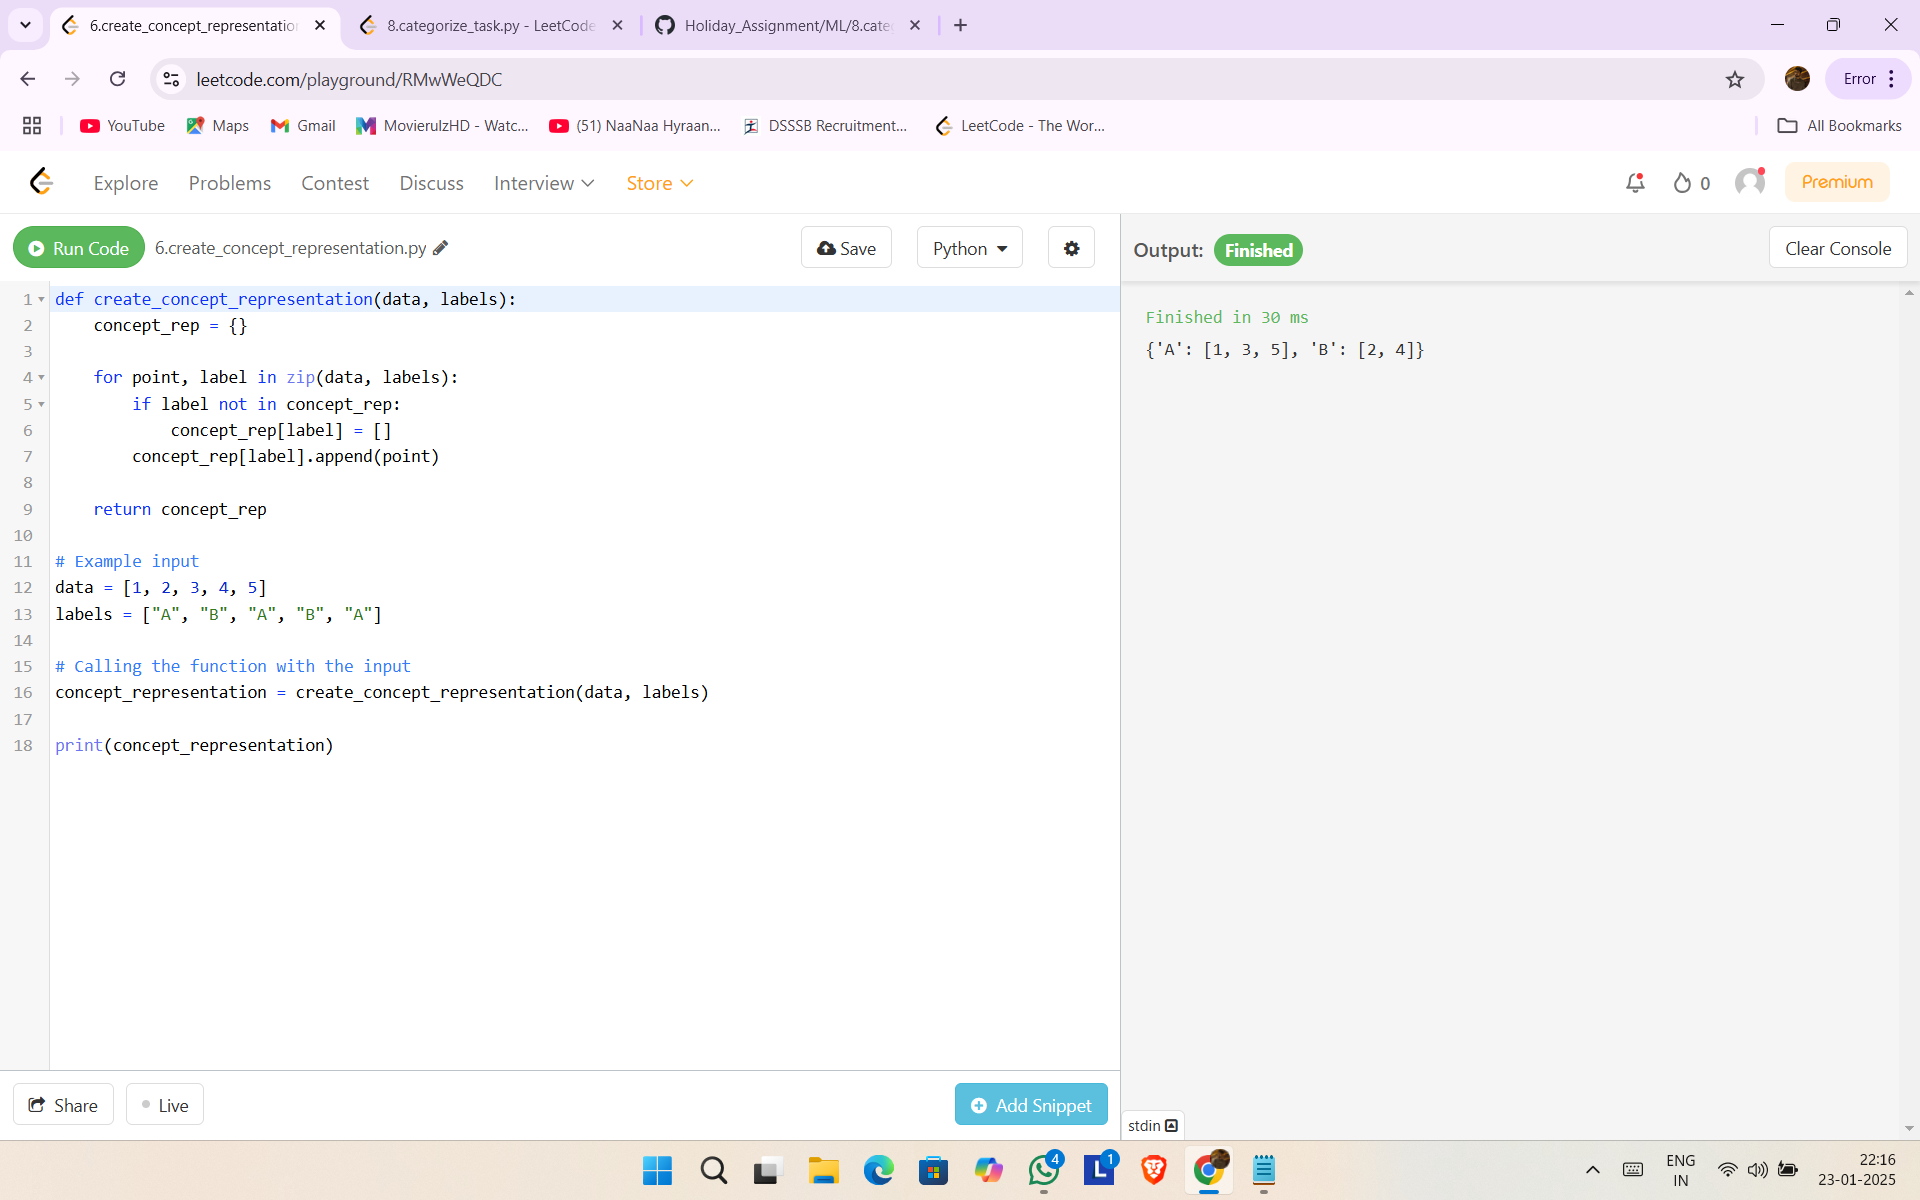 6.create_concept_representation
8.categorize_task.py - LeetCode
Holiday_Assignment/ML/8.cate
leetcode.com/playground/RMwWeQDC
Error
YouTube
Maps
Gmail
MovierulzHD - Watc...
(51) NaaNaa Hyraan...
DSSSB Recruitment...
LeetCode - The Wor...
All Bookmarks
Explore
Problems
Contest
Discuss
Interview
Store
0
Premium
Run Code
6.create_concept_representation.py
Save
Python
Output:
Finished
Clear Console
1 def create_concept_representation(data, labels):
2     concept_rep = {}
3
4     for point, label in zip(data, labels):
5         if label not in concept_rep:
6             concept_rep[label] = []
7         concept_rep[label].append(point)
8
9     return concept_rep
10
11 # Example input
12 data = [1, 2, 3, 4, 5]
13 labels = ["A", "B", "A", "B", "A"]
14
15 # Calling the function with the input
16 concept_representation = create_concept_representation(data, labels)
17
18 print(concept_representation)
Finished in 30 ms
{'A': [1, 3, 5], 'B': [2, 4]}
Share
Live
Add Snippet
stdin
4
L
1
ENG
IN
22:16
23-01-2025